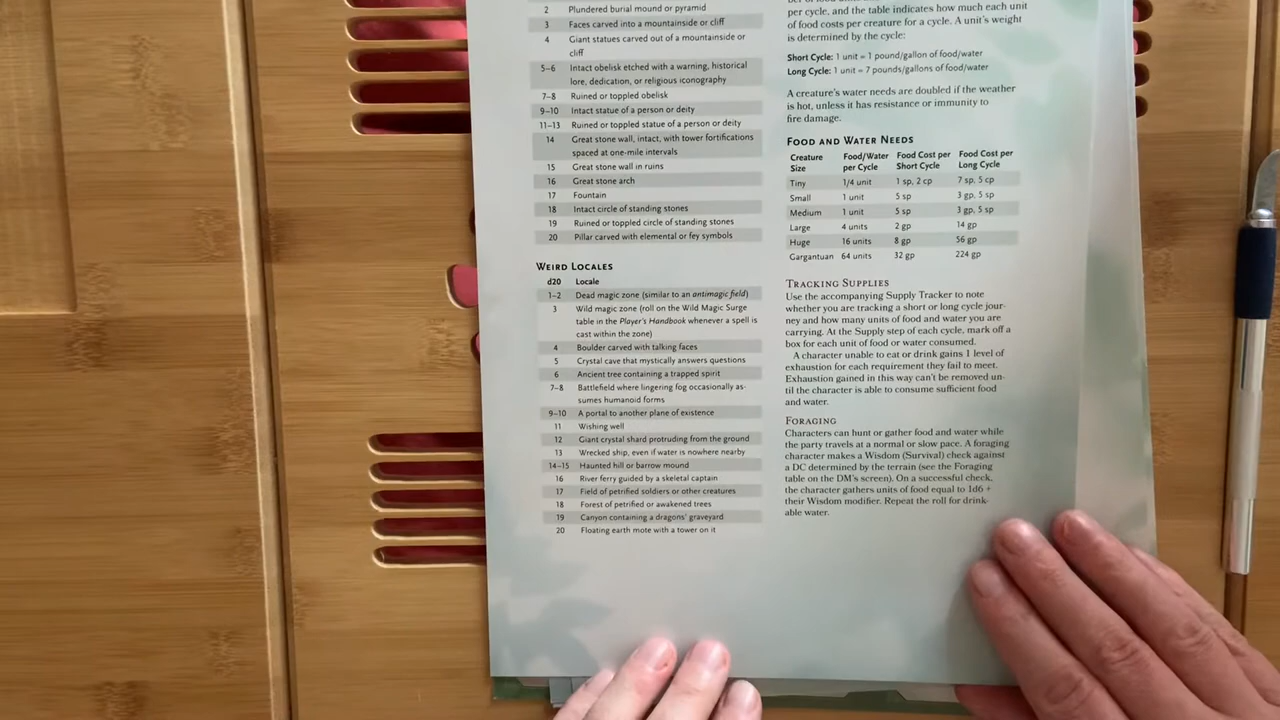 2 Plundered burial mound or pyramid
3 Faces carved into a mountainside or cliff
4 Giant statues carved out of a mountainside or
cliff
5–6 Intact obelisk etched with a warning, historical
lore, dedication, or religious iconography
7–8 Ruined or toppled obelisk
9–10 Intact statue of a person or deity
11–13 Ruined or toppled statue of a person or deity
14 Great stone wall, intact, with tower fortifications
spaced at one-mile intervals
15 Great stone wall in ruins
16 Great stone arch
17 Fountain
18 Intact circle of standing stones
19 Ruined or toppled circle of standing stones
20 Pillar carved with elemental or fey symbols
WEIRD LOCALES
d20 Locale
1–2 Dead magic zone (similar to an antimagic field)
3 Wild magic zone (roll on the Wild Magic Surge
table in the Player's Handbook whenever a spell is
cast within the zone)
4 Boulder carved with talking faces
5 Crystal cave that mystically answers questions
6 Ancient tree containing a trapped spirit
7–8 Battlefield where lingering fog occasionally as-
sumes humanoid forms
9–10 A portal to another plane of existence
11 Wishing well
12 Giant crystal shard protruding from the ground
13 Wrecked ship, even if water is nowhere nearby
14–15 Haunted hill or barrow mound
16 River ferry guided by a skeletal captain
17 Field of petrified soldiers or other creatures
18 Forest of petrified or awakened trees
19 Canyon containing a dragons' graveyard
20 Floating earth mote with a tower on it
per cycle, and the table indicates how much each unit
of food costs per creature for a cycle. A unit's weight
is determined by the cycle:
Short Cycle: 1 unit = 1 pound/gallon of food/water
Long Cycle: 1 unit = 7 pounds/gallons of food/water
A creature's water needs are doubled if the weather
is hot, unless it has resistance or immunity to
fire damage.
FOOD AND WATER NEEDS
Creature Size Food/Water per Cycle Food Cost per Short Cycle Food Cost per Long Cycle
Tiny 1/4 unit 1 sp, 2 cp 7 sp, 5 cp
Small 1 unit 5 sp 3 gp, 5 sp
Medium 1 unit 5 sp 3 gp, 5 sp
Large 4 units 2 gp 14 gp
Huge 16 units 8 gp 56 gp
Gargantuan 64 units 32 gp 224 gp
TRACKING SUPPLIES
Use the accompanying Supply Tracker to note
whether you are tracking a short or long cycle jour-
ney and how many units of food and water you are
carrying. At the Supply step of each cycle, mark off a
box for each unit of food or water consumed.
A character unable to eat or drink gains 1 level of
exhaustion for each requirement they fail to meet.
Exhaustion gained in this way can't be removed un-
til the character is able to consume sufficient food
and water.
FORAGING
Characters can hunt or gather food and water while
the party travels at a normal or slow pace. A foraging
character makes a Wisdom (Survival) check against
a DC determined by the terrain (see the Foraging
table on the DM's screen). On a successful check,
the character gathers units of food equal to 1d6 +
their Wisdom modifier. Repeat the roll for drink-
able water.